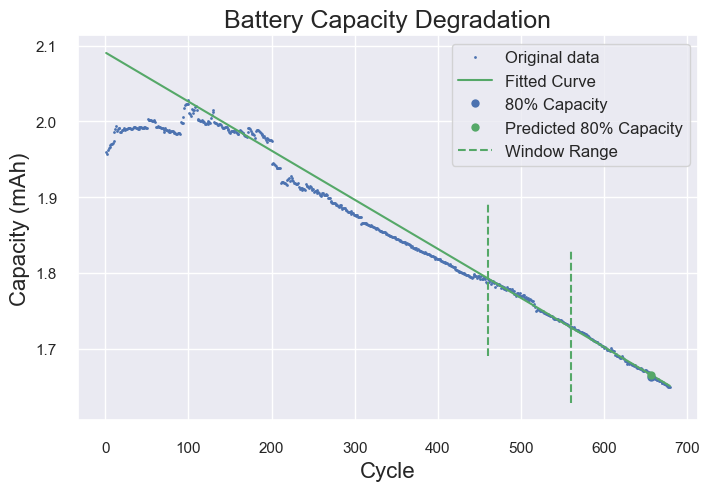 Battery Capacity Degradation
Original data
Fitted Curve
80% Capacity
Predicted 80% Capacity
Window Range
Capacity (mAh)
2.1
2.0
1.9
1.8
1.7
0 100 200 300 400 500 600 700
Cycle